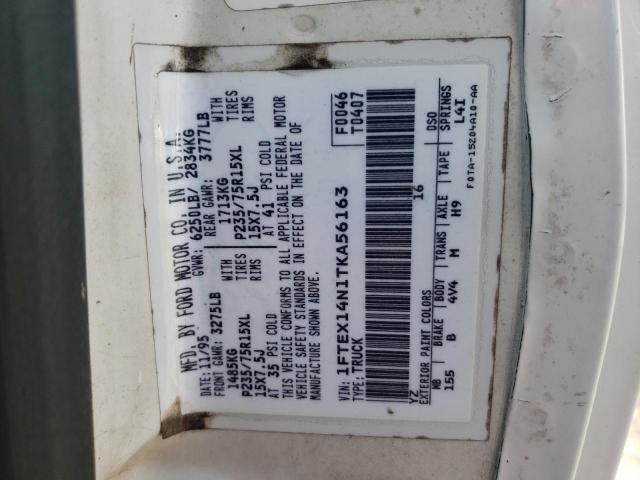 MFD. BY FORD MOTOR CO. IN U.S.A.
DATE: 11/95 GVWR: 6250LB/ 2834KG
FRONT GAWR: 3275LB REAR GAWR: 3777LB
1485KG WITH 1713KG WITH
P235/75R15XL TIRES P235/75R15XL TIRES
15X7.5J RIMS 15X7.5J RIMS
AT 35 PSI COLD AT 41 PSI COLD
THIS VEHICLE CONFORMS TO ALL APPLICABLE FEDERAL MOTOR
VEHICLE SAFETY STANDARDS IN EFFECT ON THE DATE OF
MANUFACTURE SHOWN ABOVE.
F0046
VIN: 1FTEX14N1TKA56163 T0407
TYPE: TRUCK
16
YZ
EXTERIOR PAINT COLORS DSO
WB BRAKE BODY TRANS AXLE TAPE SPRINGS
155 B 4V4 M H9 L4I
F0TA-15204A10-AA